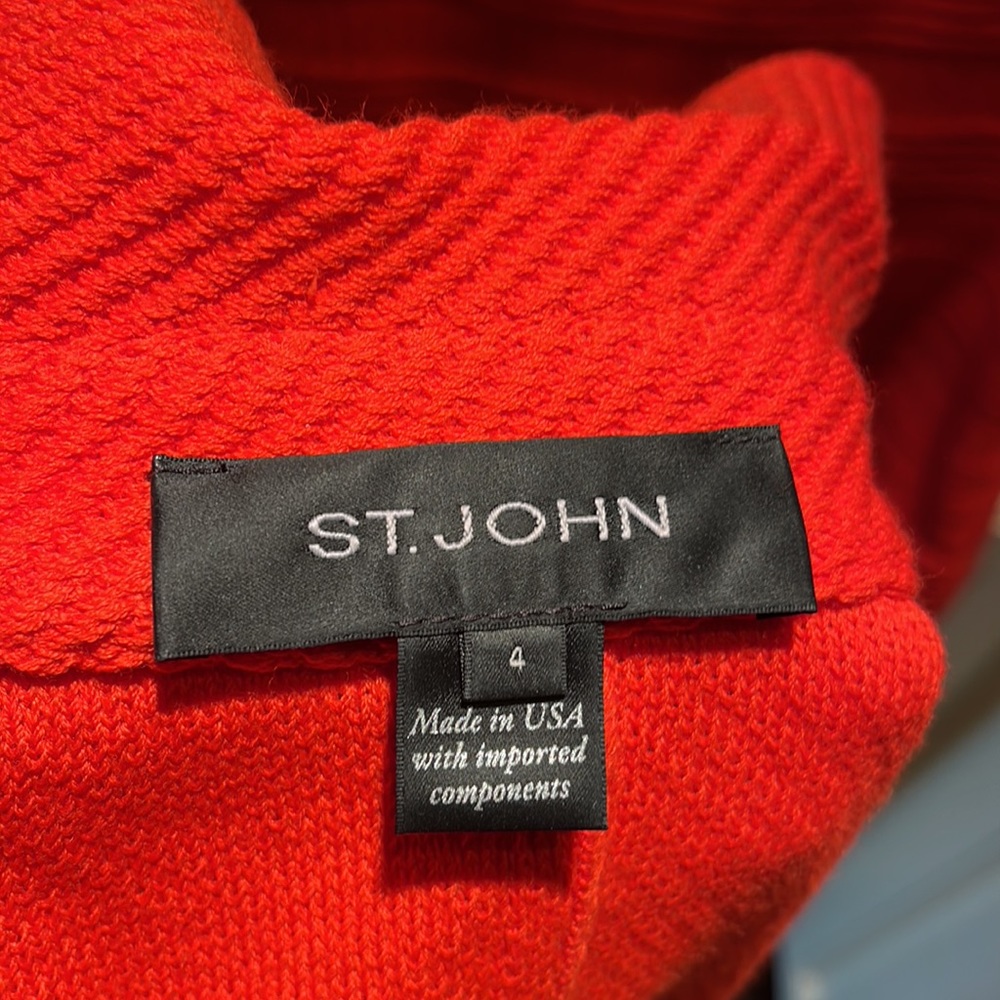 ST. JOHN
4
Made in USA
with imported
components